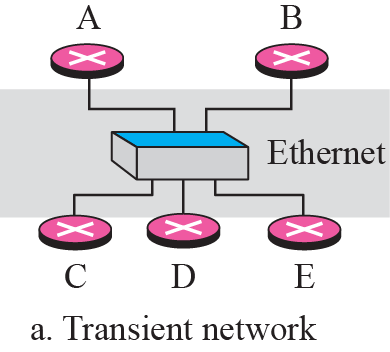 A B
Ethernet
C D E
a. Transient network